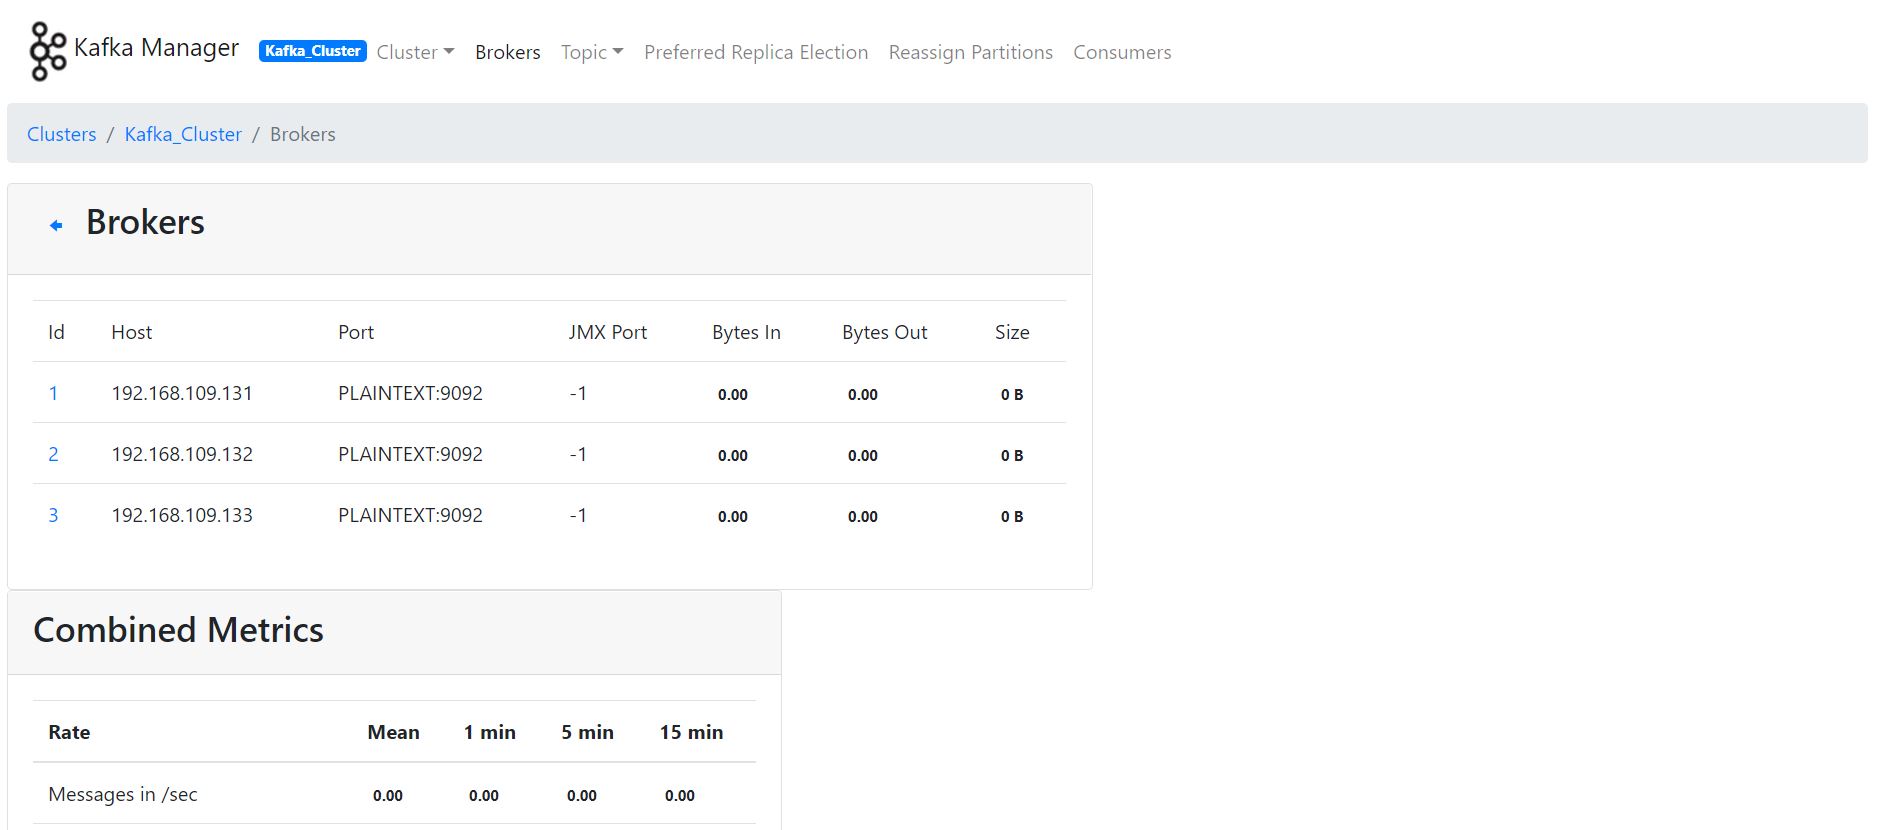 Kafka Manager Kafka_Cluster Cluster Brokers Topic Preferred Replica Election Reassign Partitions Consumers
Clusters / Kafka_Cluster / Brokers
Brokers
Id Host Port JMX Port Bytes In Bytes Out Size
1 192.168.109.131 PLAINTEXT:9092 -1 0.00 0.00 0 B
2 192.168.109.132 PLAINTEXT:9092 -1 0.00 0.00 0 B
3 192.168.109.133 PLAINTEXT:9092 -1 0.00 0.00 0 B
Combined Metrics
Rate Mean 1 min 5 min 15 min
Messages in /sec 0.00 0.00 0.00 0.00